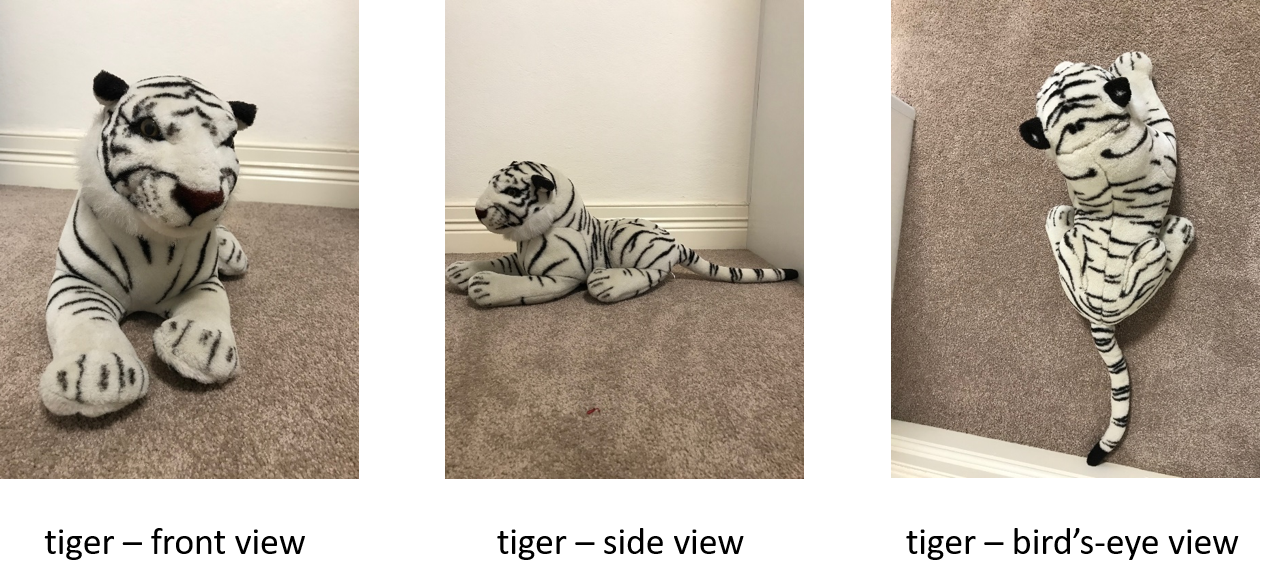 tiger – front view
tiger – side view
tiger – bird’s-eye view